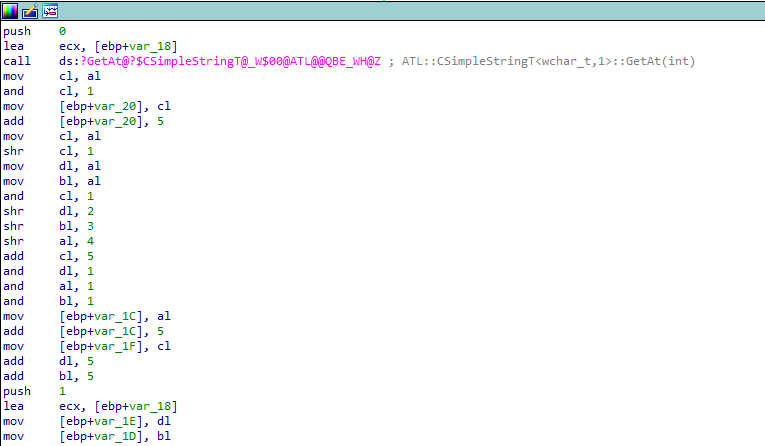 push 0
lea ecx, [ebp+var_18]
call ds:?GetAt@?$CSimpleStringT@_W$00@ATL@@QBE_WH@Z ; ATL::CSimpleStringT<wchar_t,1>::GetAt(int)
mov cl, al
and cl, 1
mov [ebp+var_20], cl
add [ebp+var_20], 5
mov cl, al
shr cl, 1
mov dl, al
mov bl, al
and cl, 1
shr dl, 2
shr bl, 3
shr al, 4
add cl, 5
and dl, 1
and al, 1
and bl, 1
mov [ebp+var_1C], al
add [ebp+var_1C], 5
mov [ebp+var_1F], cl
add dl, 5
add bl, 5
push 1
lea ecx, [ebp+var_18]
mov [ebp+var_1E], dl
mov [ebp+var_1D], bl